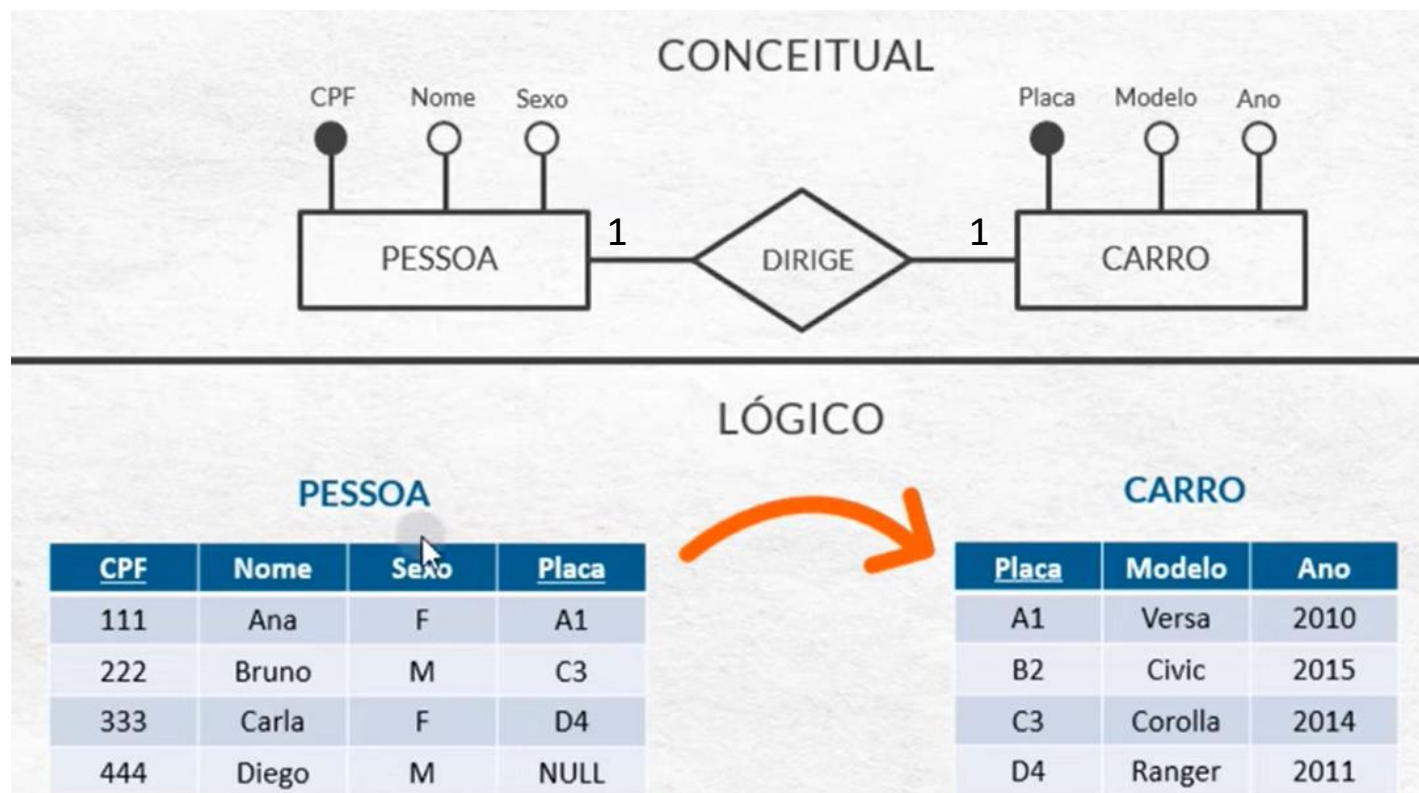 CONCEITUAL
CPF Nome Sexo Placa Modelo Ano
PESSOA 1 DIRIGE 1 CARRO
LÓGICO
PESSOA CARRO
CPF Nome Sexo Placa Placa Modelo Ano
111 Ana F A1 A1 Versa 2010
222 Bruno M C3 B2 Civic 2015
333 Carla F D4 C3 Corolla 2014
444 Diego M NULL D4 Ranger 2011